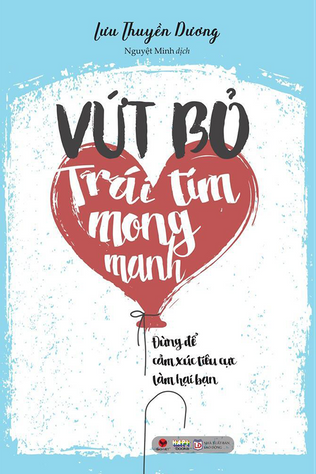 Lưu Thuyền Dương
Nguyệt Minh dịch
VỨT BỎ
Trái tim
mong
manh
Đừng để
cảm xúc tiêu cực
làm hại bạn